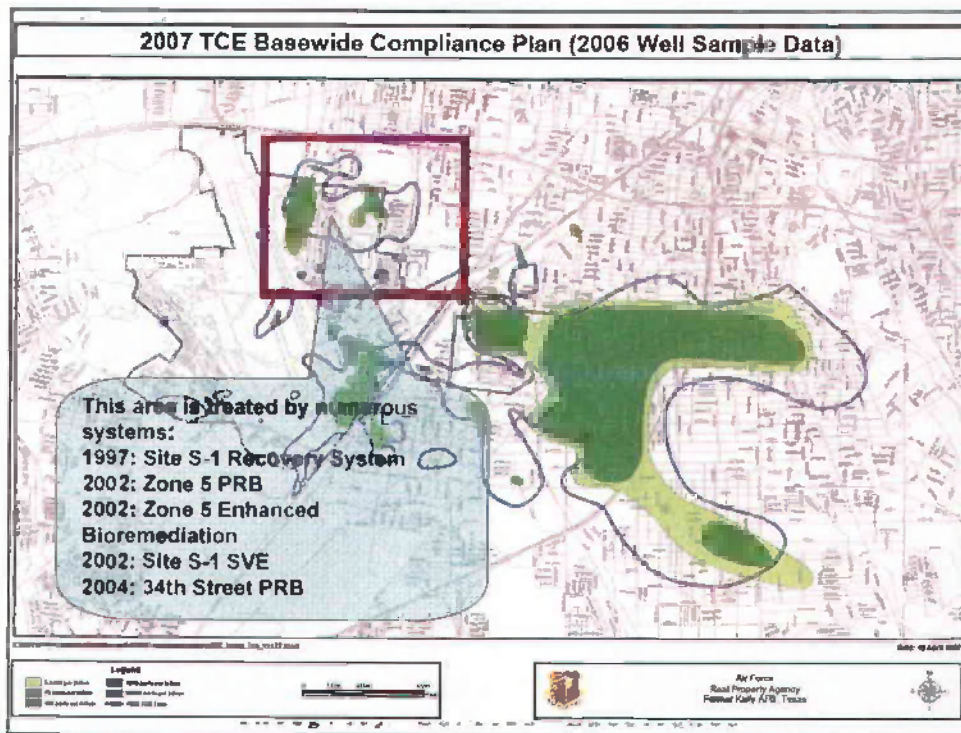 2007 TCE Basewide Compliance Plan (2006 Well Sample Data)
This area is treated by numerous
systems:
1997: Site S-1 Recovery System
2002: Zone 5 PRB
2002: Zone 5 Enhanced
Bioremediation
2002: Site S-1 SVE
2004: 34th Street PRB
Legend
Air Force
Real Property Agency
Former Kelly AFB, Texas